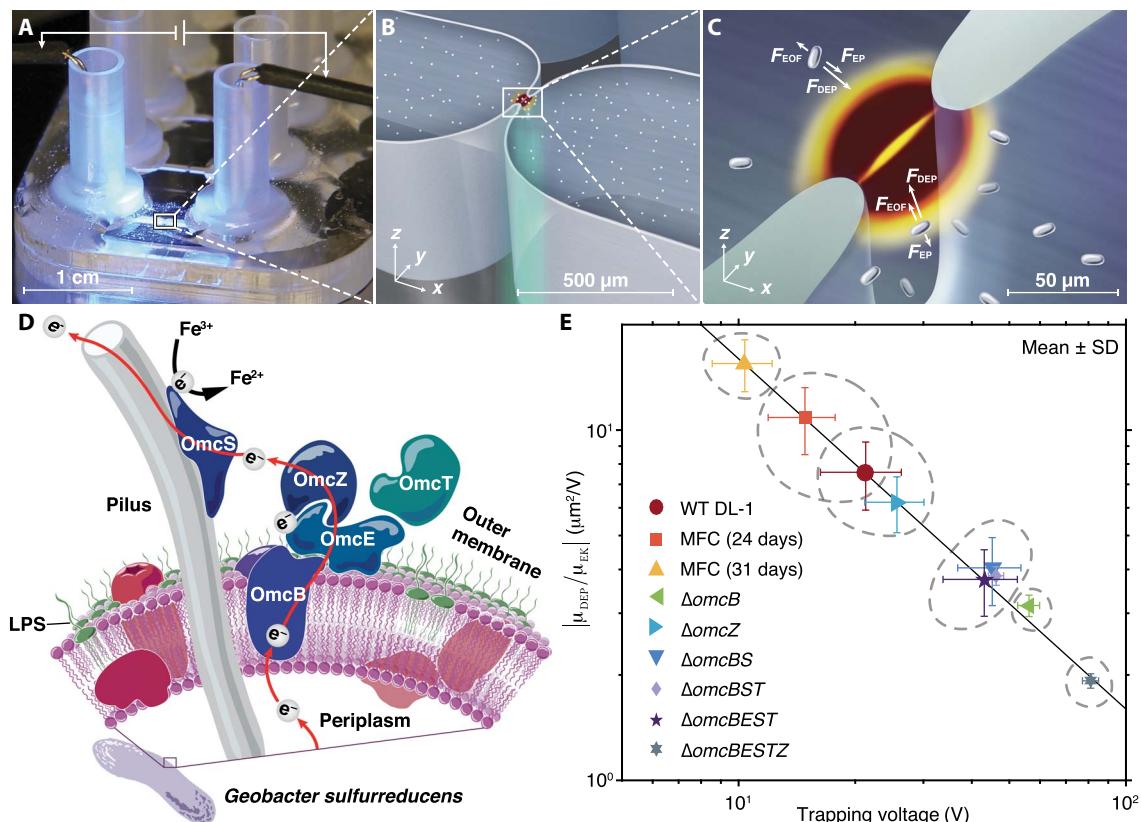 A
1 cm
B
z
y
x
500 μm
C
F_EOF
F_EP
F_DEP
F_DEP
F_EOF
F_EP
z
y
x
50 μm
D
e⁻
Fe³⁺
e⁻
Fe²⁺
OmcS
e⁻
OmcZ
OmcT
Pilus
e⁻
OmcE
Outer
membrane
OmcB
LPS
e⁻
e⁻
Periplasm
Geobacter sulfurreducens
E
Mean ± SD
|μ_DEP/μ_EK| (μm²/V)
10¹
10⁰
WT DL-1
MFC (24 days)
MFC (31 days)
ΔomcB
ΔomcZ
ΔomcBS
ΔomcBST
ΔomcBEST
ΔomcBESTZ
10¹
10²
Trapping voltage (V)